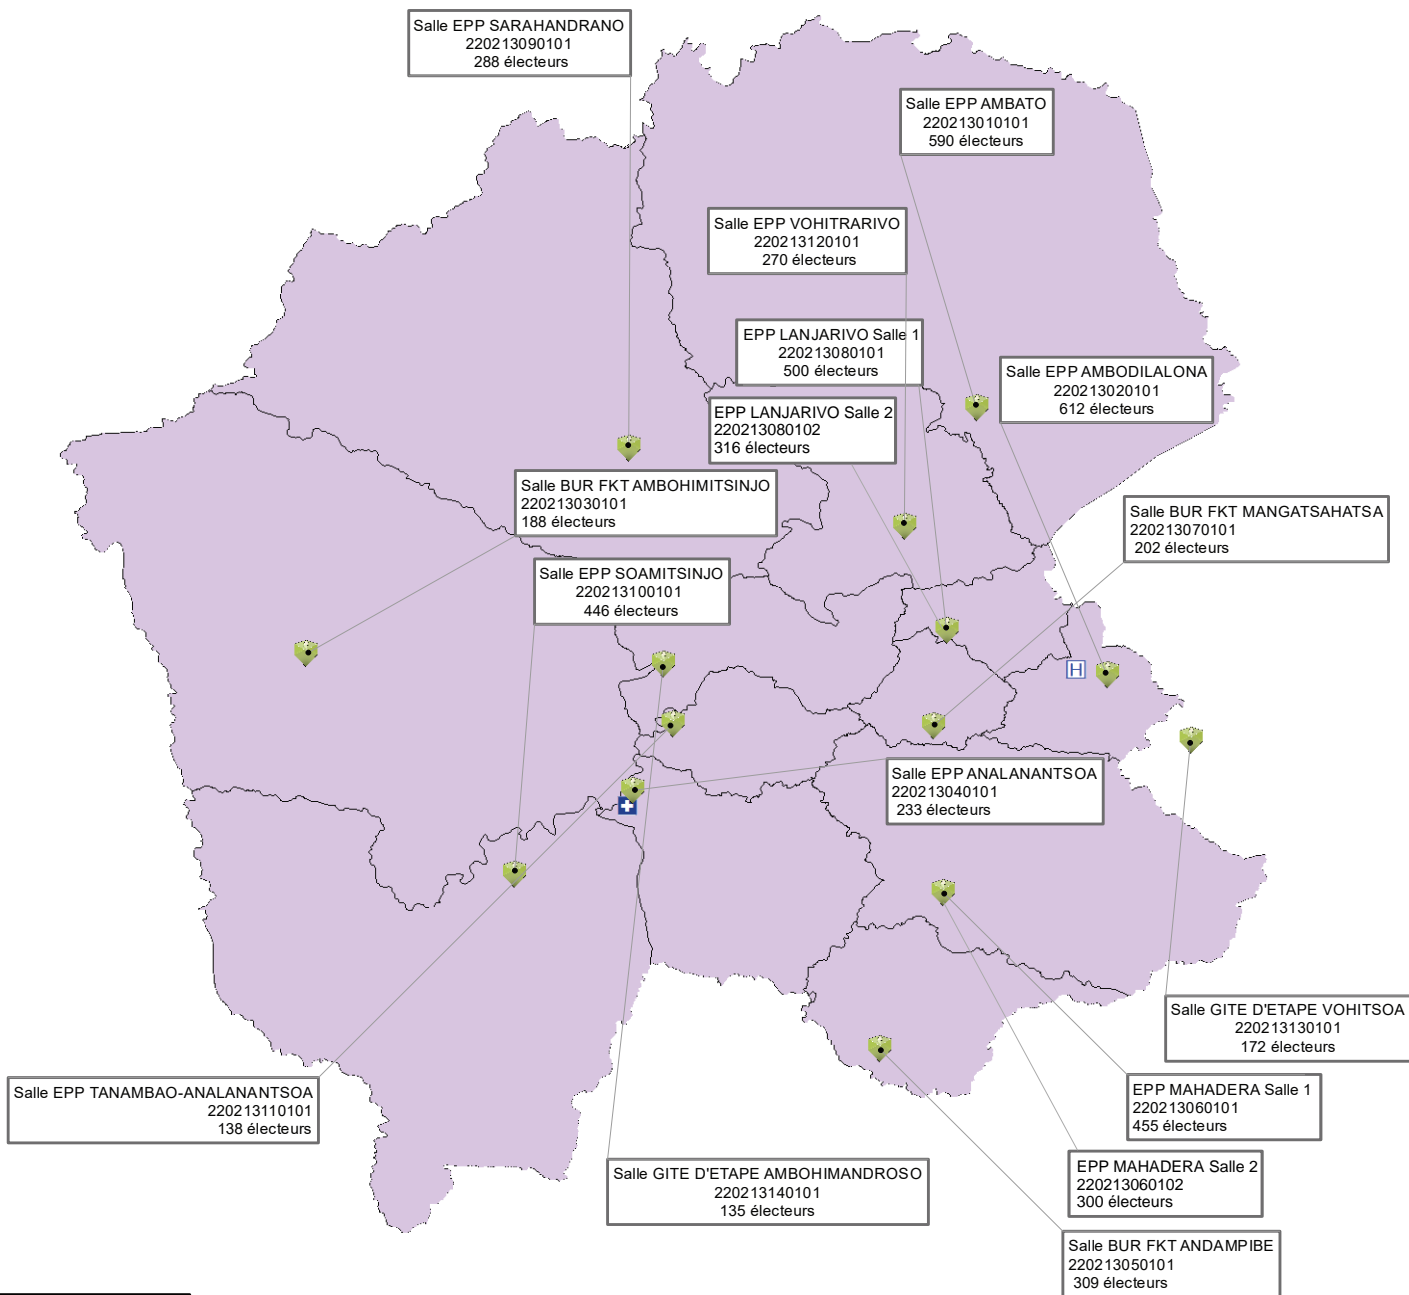 Salle EPP SARAHANDRANO
220213090101
288 électeurs
Salle EPP AMBATO
220213010101
590 électeurs
Salle EPP VOHITRARIVO
220213120101
270 électeurs
EPP LANJARIVO Salle 1
220213080101
500 électeurs
Salle EPP AMBODILALONA
220213020101
612 électeurs
EPP LANJARIVO Salle 2
220213080102
316 électeurs
Salle BUR FKT AMBOHIMITSINJO
220213030101
188 électeurs
Salle BUR FKT MANGATSAHATSA
220213070101
202 électeurs
Salle EPP SOAMITSINJO
220213100101
446 électeurs
H
Salle EPP ANALANANTSOA
220213040101
233 électeurs
Salle GITE D'ETAPE VOHITSOA
220213130101
172 électeurs
Salle EPP TANAMBAO-ANALANANTSOA
220213110101
138 électeurs
EPP MAHADERA Salle 1
220213060101
455 électeurs
Salle GITE D'ETAPE AMBOHIMANDROSO
220213140101
135 électeurs
EPP MAHADERA Salle 2
220213060102
300 électeurs
Salle BUR FKT ANDAMPIBE
220213050101
309 électeurs